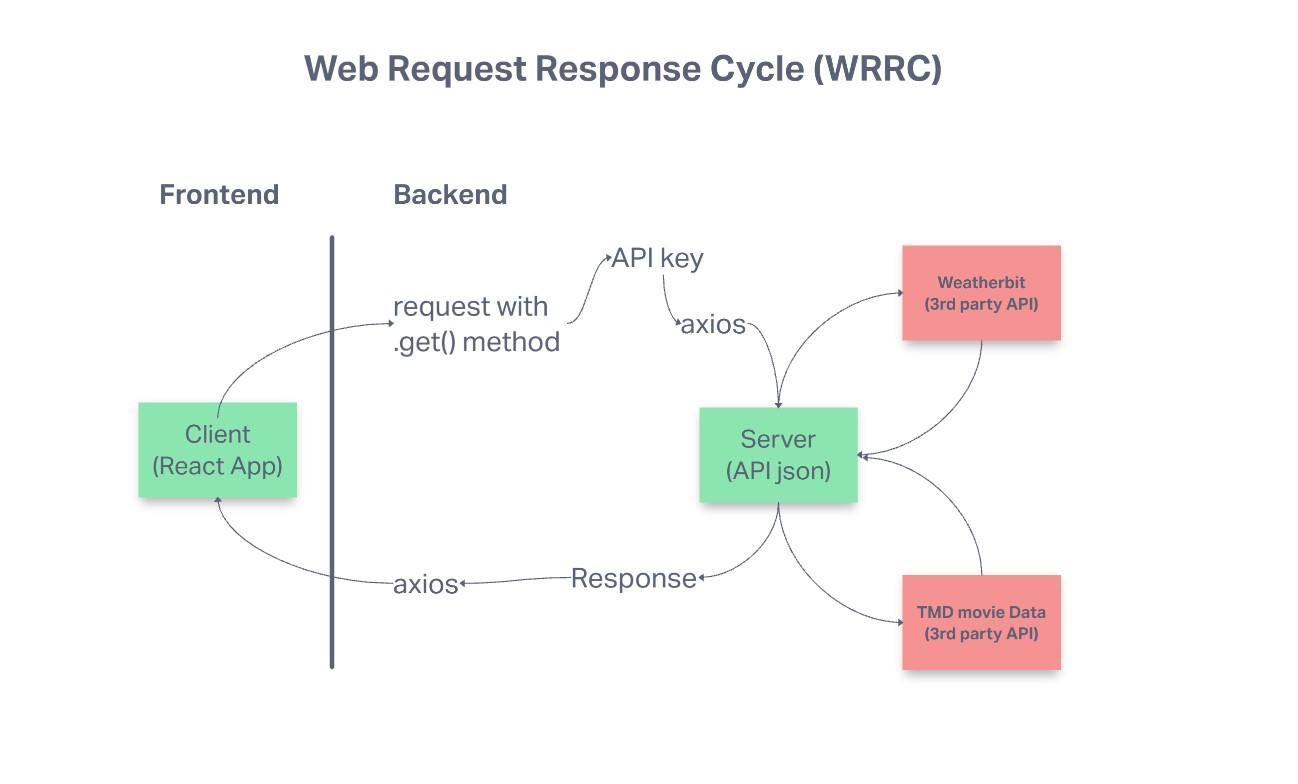 Web Request Response Cycle (WRRC)
Frontend
Backend
request with
.get() method
API key
axios
Weatherbit
(3rd party API)
Client
(React App)
Server
(API json)
axios
Response
TMD movie Data
(3rd party API)